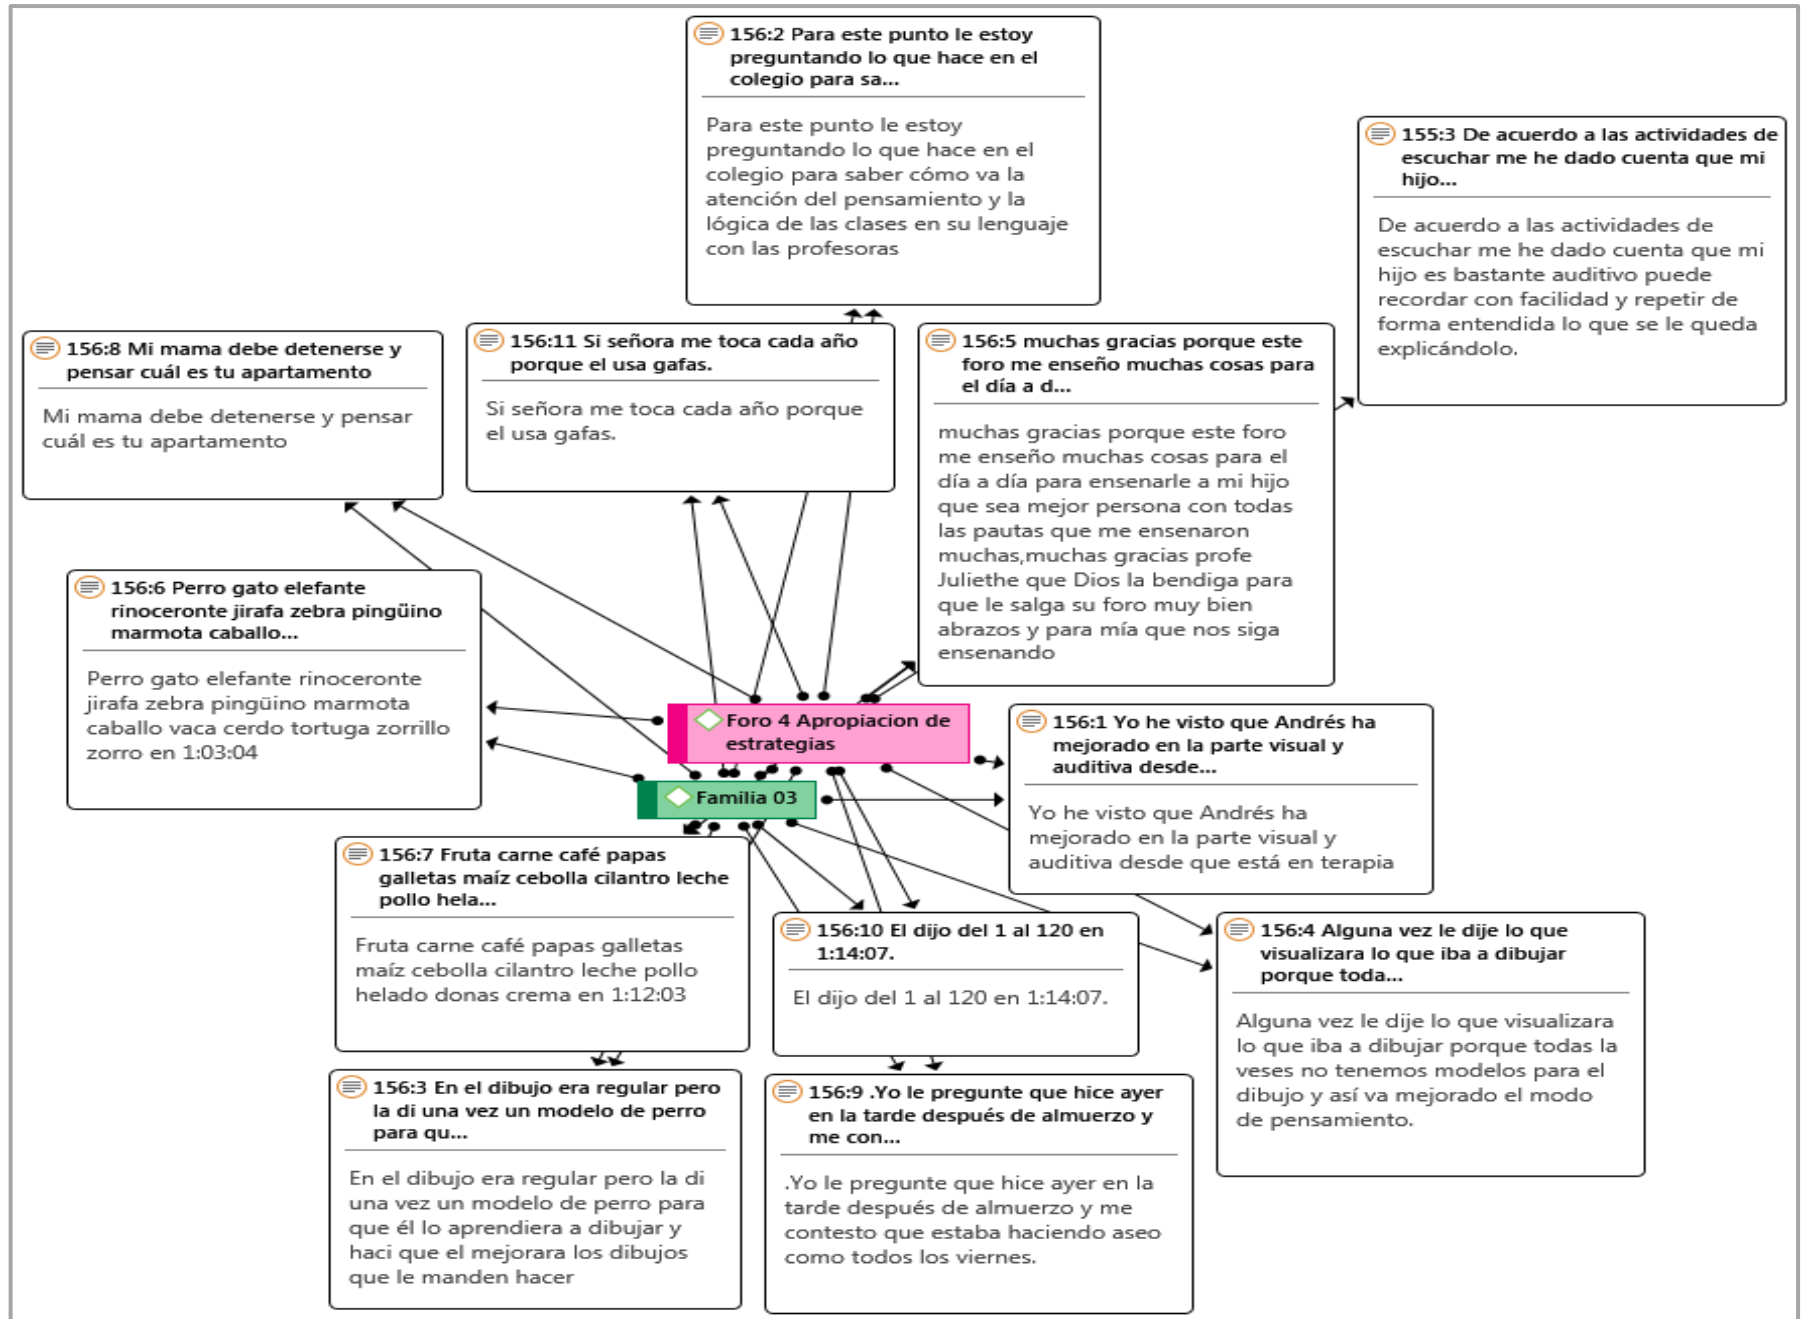 156:2 Para este punto le estoy
preguntando lo que hace en el
colegio para sa...
Para este punto le estoy
preguntando lo que hace en el
colegio para saber cómo va la
atención del pensamiento y la
lógica de las clases en su lenguaje
con las profesoras
155:3 De acuerdo a las actividades de
escuchar me he dado cuenta que mi
hijo...
De acuerdo a las actividades de
escuchar me he dado cuenta que mi
hijo es bastante auditivo puede
recordar con facilidad y repetir de
forma entendida lo que se le queda
explicándolo.
156:8 Mi mama debe detenerse y
pensar cuál es tu apartamento
Mi mama debe detenerse y pensar
cuál es tu apartamento
156:11 Si señora me toca cada año
porque el usa gafas.
Si señora me toca cada año porque
el usa gafas.
156:5 muchas gracias porque este
foro me enseño muchas cosas para
el día a d...
muchas gracias porque este foro
me enseño muchas cosas para el
día a día para ensenarle a mi hijo
que sea mejor persona con todas
las pautas que me ensenaron
muchas,muchas gracias profe
Juliethe que Dios la bendiga para
que le salga su foro muy bien
abrazos y para mía que nos siga
ensenando
156:6 Perro gato elefante
rinoceronte jirafa zebra pingüino
marmota caballo...
Perro gato elefante rinoceronte
jirafa zebra pingüino marmota
caballo vaca cerdo tortuga zorrillo
zorro en 1:03:04
Foro 4 Apropiacion de
estrategias
Familia 03
156:1 Yo he visto que Andrés ha
mejorado en la parte visual y
auditiva desde...
Yo he visto que Andrés ha
mejorado en la parte visual y
auditiva desde que está en terapia
156:7 Fruta carne café papas
galletas maíz cebolla cilantro leche
pollo hela...
Fruta carne café papas galletas
maíz cebolla cilantro leche pollo
helado donas crema en 1:12:03
156:10 El dijo del 1 al 120 en
1:14:07.
El dijo del 1 al 120 en 1:14:07.
156:4 Alguna vez le dije lo que
visualizara lo que iba a dibujar
porque toda...
Alguna vez le dije lo que visualizara
lo que iba a dibujar porque todas la
veses no tenemos modelos para el
dibujo y así va mejorado el modo
de pensamiento.
156:3 En el dibujo era regular pero
la di una vez un modelo de perro
para qu...
En el dibujo era regular pero la di
una vez un modelo de perro para
que él lo aprendiera a dibujar y
haci que el mejorara los dibujos
que le manden hacer
156:9 .Yo le pregunte que hice ayer
en la tarde después de almuerzo y
me con...
.Yo le pregunte que hice ayer en la
tarde después de almuerzo y me
contesto que estaba haciendo aseo
como todos los viernes.